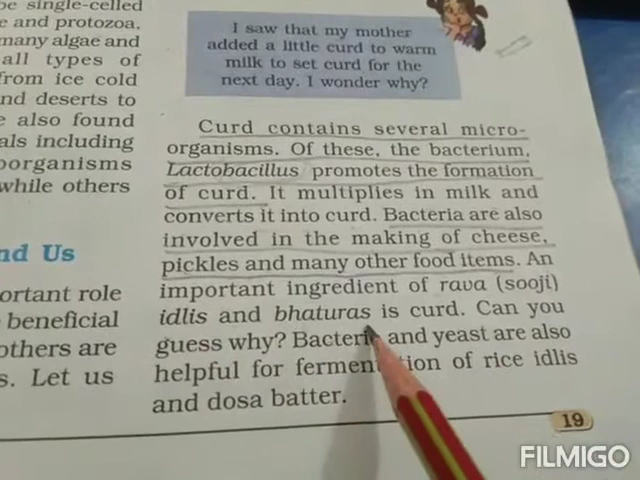 be single-celled
e and protozoa.
many algae and
all types of
from ice cold
nd deserts to
e also found
als including
oorganisms
while others
nd Us
ortant role
beneficial
others are
s. Let us
I saw that my mother
added a little curd to warm
milk to set curd for the
next day. I wonder why?
Curd contains several micro-
organisms. Of these, the bacterium,
Lactobacillus promotes the formation
of curd. It multiplies in milk and
converts it into curd. Bacteria are also
involved in the making of cheese,
pickles and many other food items. An
important ingredient of rava (sooji)
idlis and bhaturas is curd. Can you
guess why? Bacteri and yeast are also
helpful for ferment tion of rice idlis
and dosa batter.
19
FILMIGO